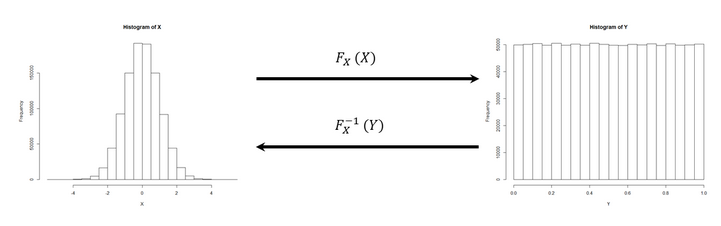 Histogram of X
Frequency
0
50000
100000
150000
-4 -2 0 2 4
X
F_X (X)
F_X^{-1} (Y)
Histogram of Y
Frequency
0
10000
20000
30000
40000
50000
0.0 0.2 0.4 0.6 0.8 1.0
Y